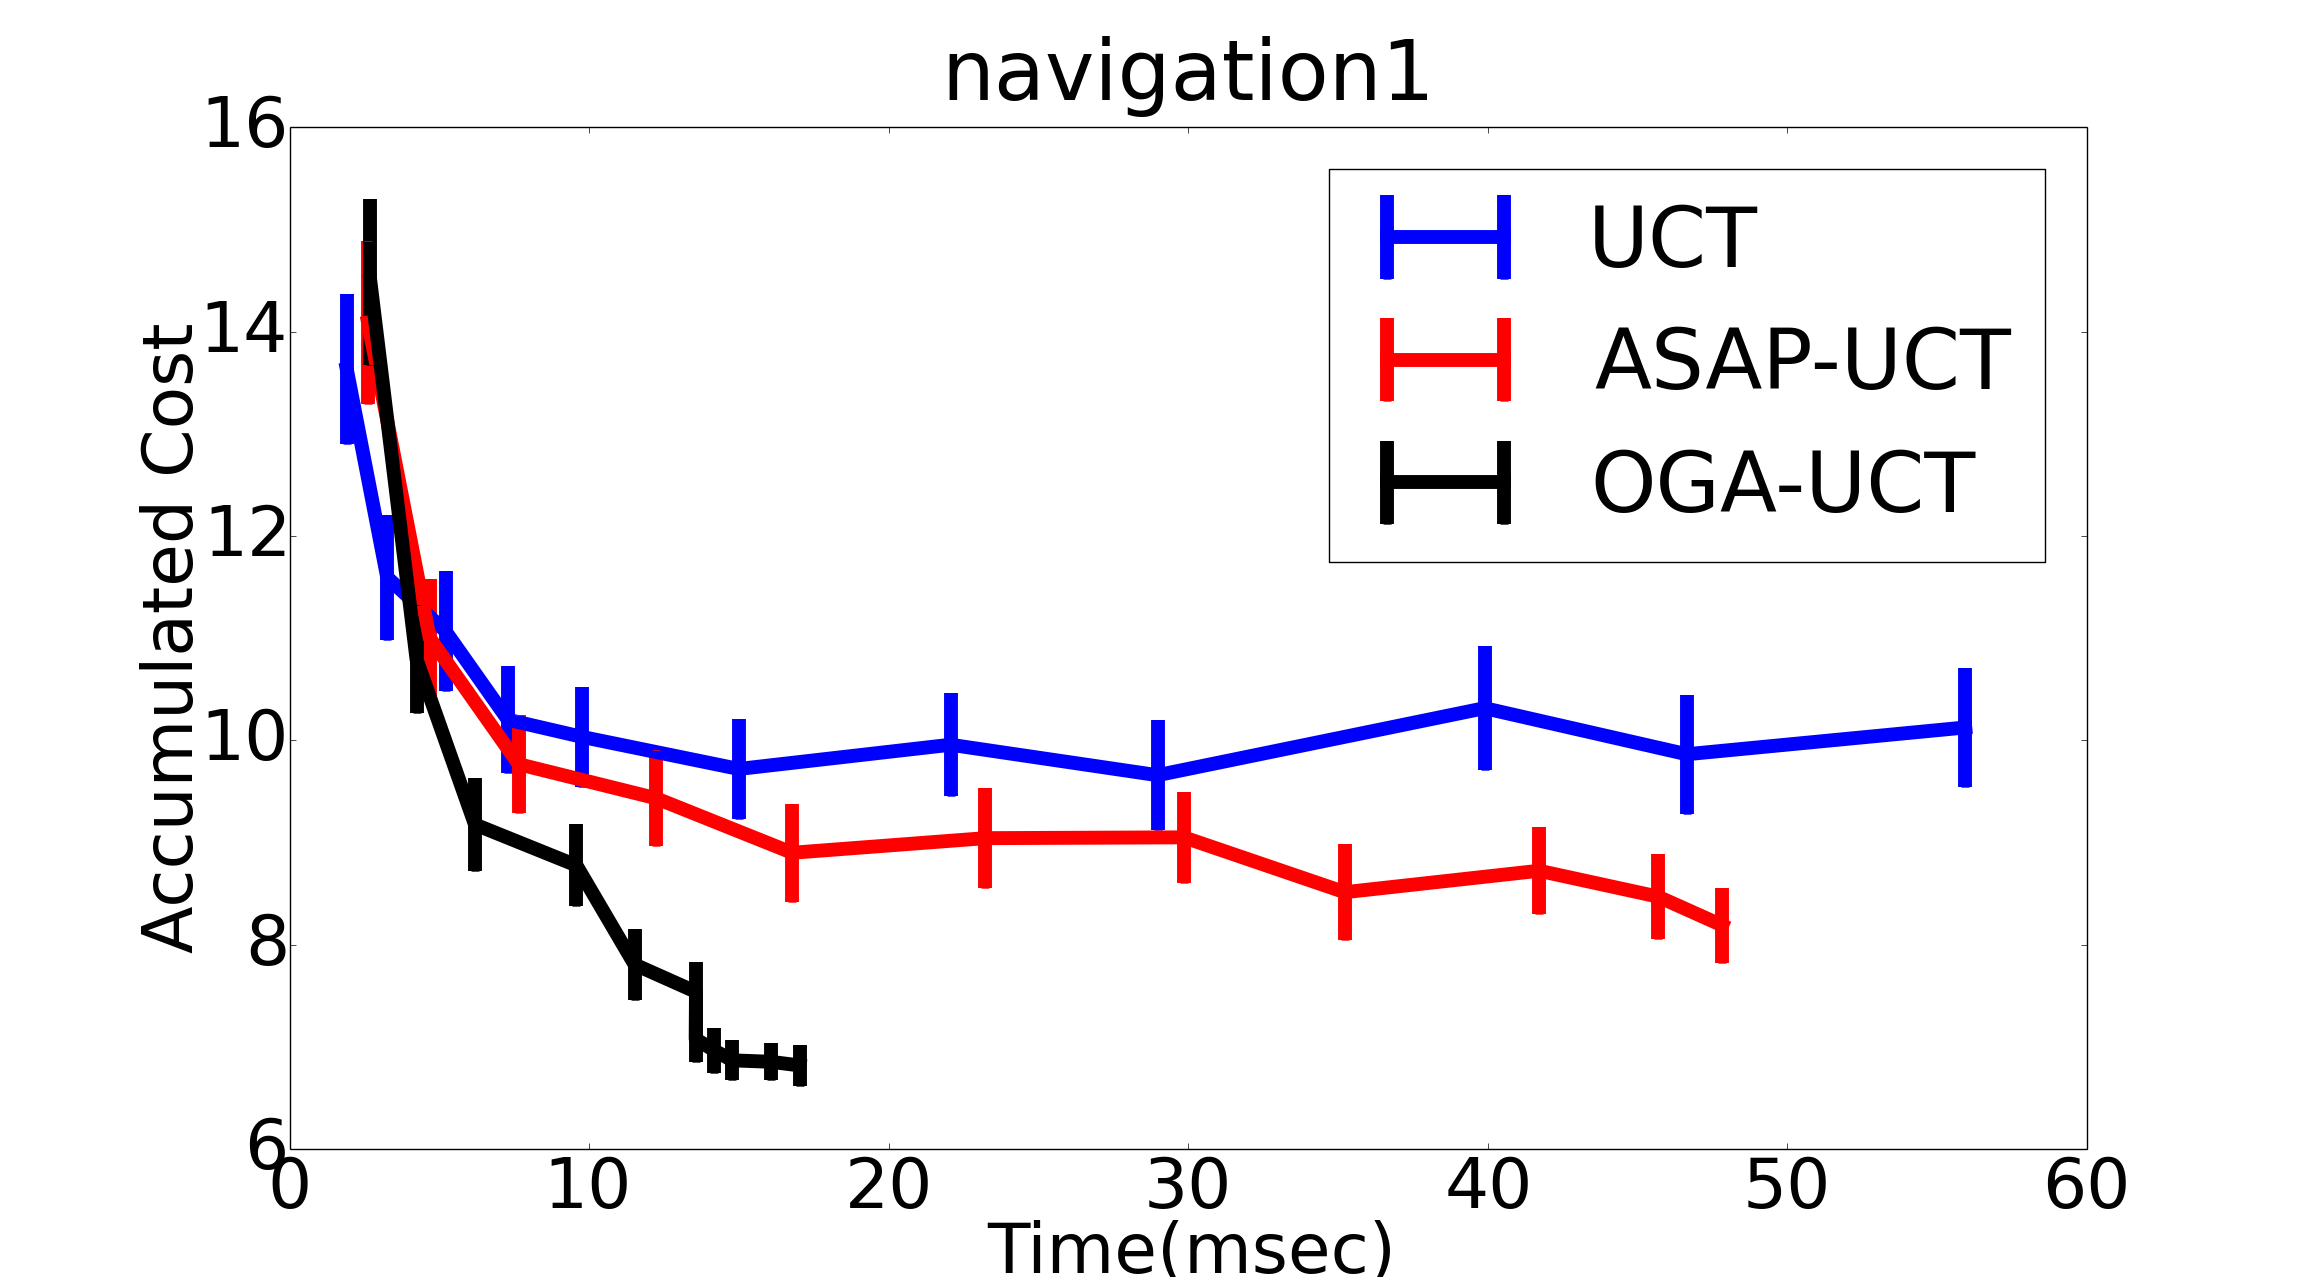 navigation1
16
14
12
10
8
6
Accumulated Cost
UCT
ASAP-UCT
OGA-UCT
0 10 20 30 40 50 60
Time(msec)